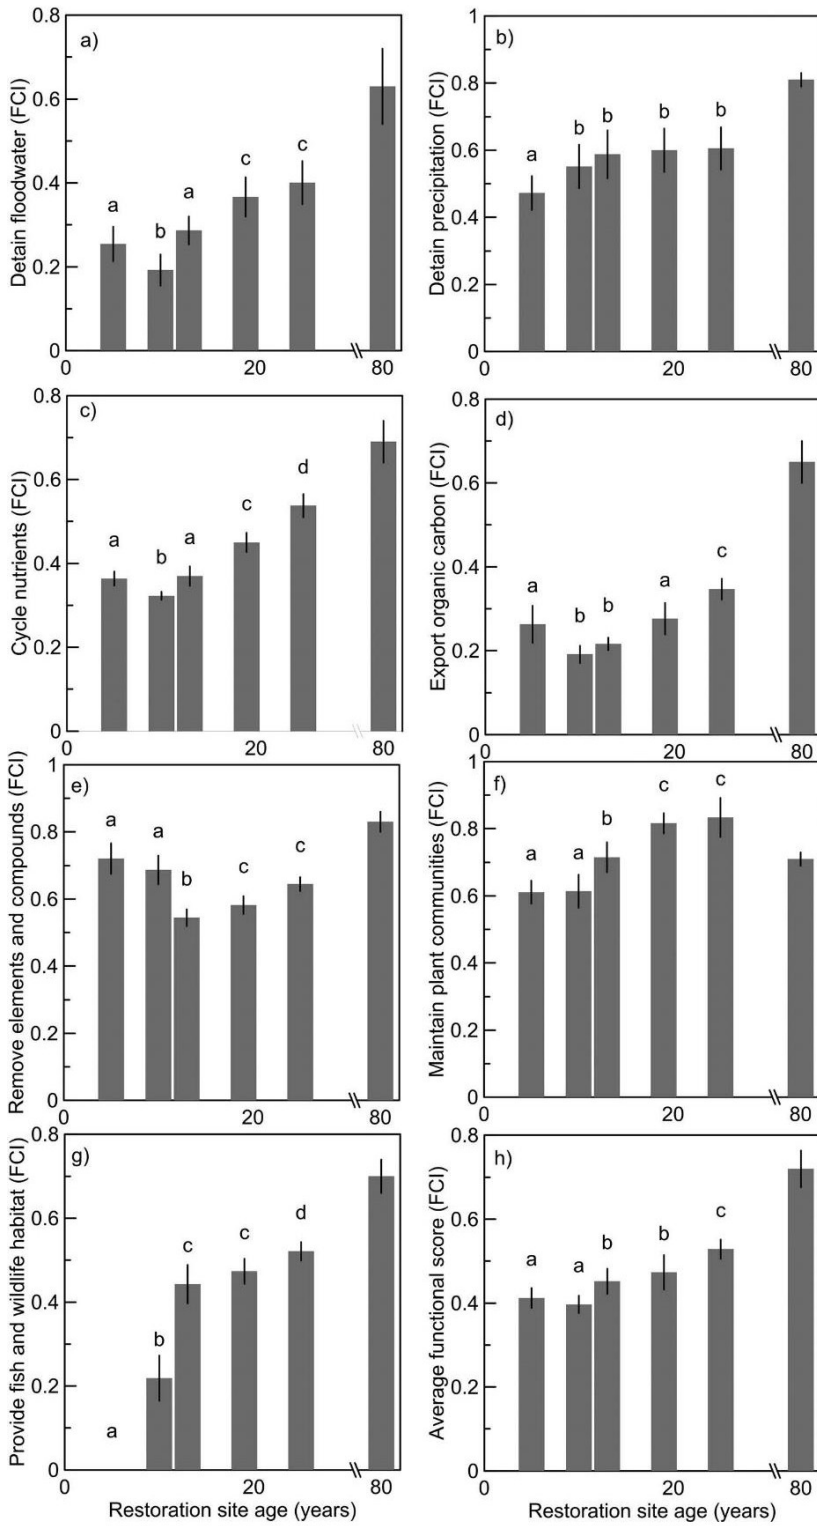 a)
Detain floodwater (FCI)
0.8
0.6
0.4
0.2
0
a
b
a
c
c
0
20
80
b)
Detain precipitation (FCI)
1
0.8
0.6
0.4
0.2
0
a
b
b
b
b
0
20
80
c)
Cycle nutrients (FCI)
0.8
0.6
0.4
0.2
0
a
b
a
c
d
0
20
80
d)
Export organic carbon (FCI)
0.8
0.6
0.4
0.2
0
a
b
b
a
c
0
20
80
e)
Remove elements and compounds (FCI)
1
0.8
0.6
0.4
0.2
0
a
a
b
c
c
0
20
80
f)
Maintain plant communities (FCI)
1
0.8
0.6
0.4
0.2
0
a
a
b
c
c
0
20
80
g)
Provide fish and wildlife habitat (FCI)
0.8
0.6
0.4
0.2
0
a
b
c
c
d
0
20
80
Restoration site age (years)
h)
Average functional score (FCI)
0.8
0.6
0.4
0.2
0
a
a
b
b
c
0
20
80
Restoration site age (years)